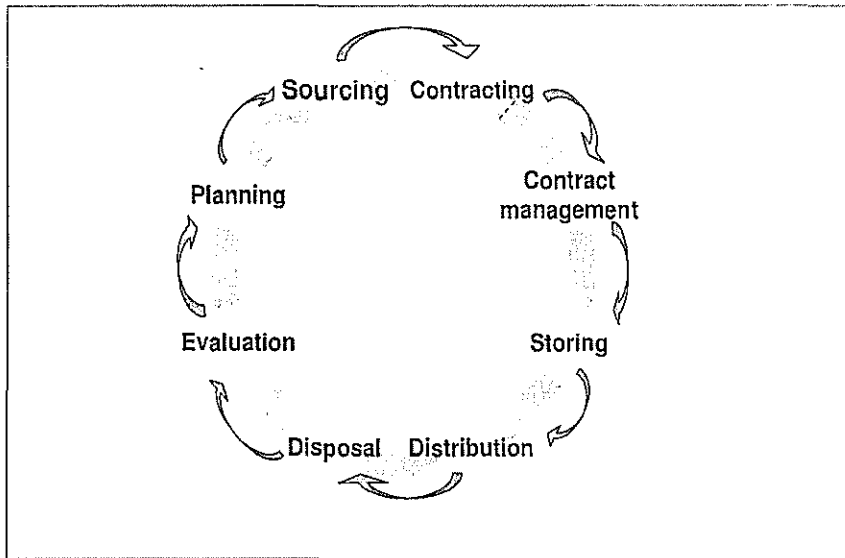 Sourcing Contracting
Planning
Contract
management
Evaluation
Storing
Disposal Distribution